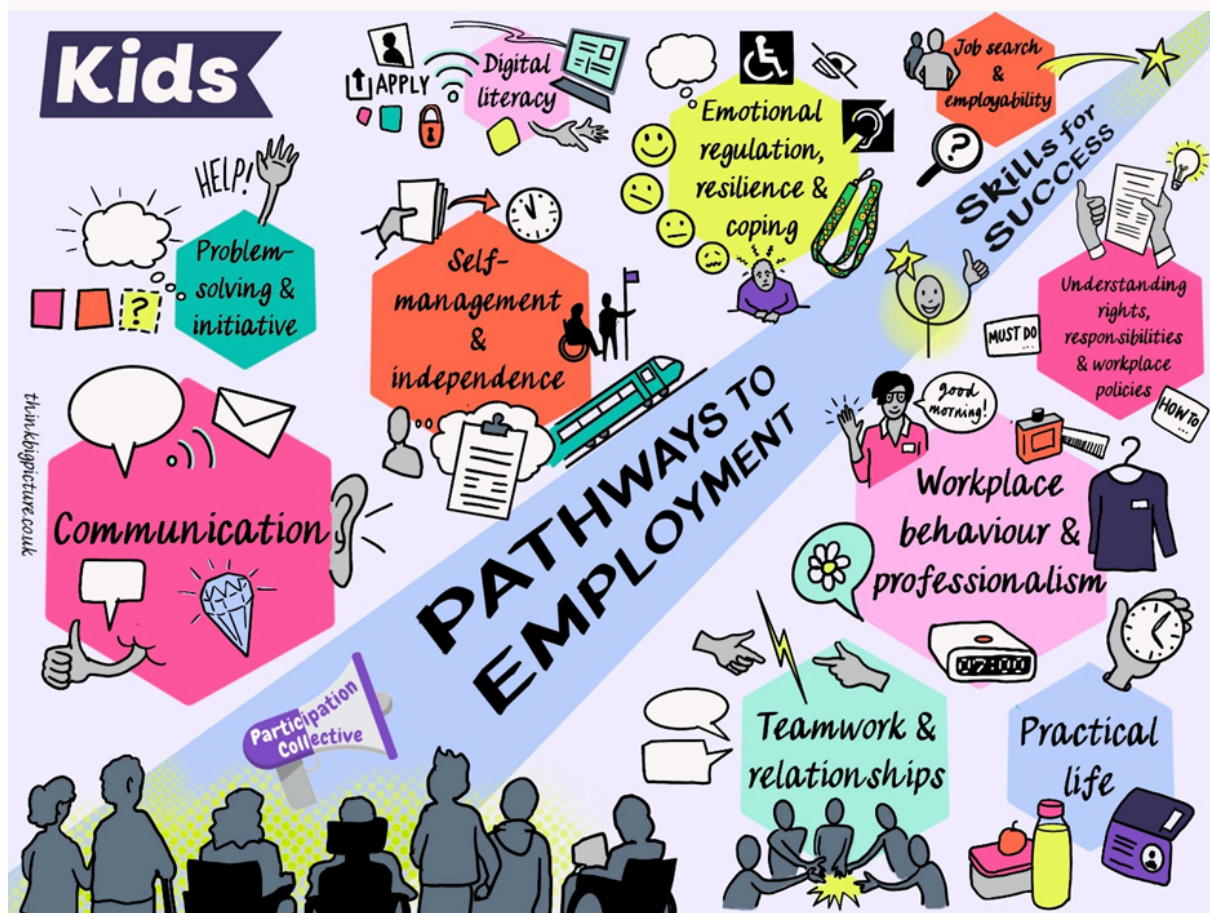 Kids
APPLY
Digital
literacy
Job search
&
employability
?
Emotional
regulation,
resilience &
coping
Skills for
SUCCESS
HELP!
Problem-
solving &
initiative
?
Self-
management
&
independence
Understanding
rights,
responsibilities
& workplace
policies
MUST DO
...
HOW TO
...
good
morning!
Communication
thinkbigpicture.co.uk
PATHWAYS TO
EMPLOYMENT
Workplace
behaviour &
professionalism
07:00
Participation
Collective
Teamwork &
relationships
Practical
life